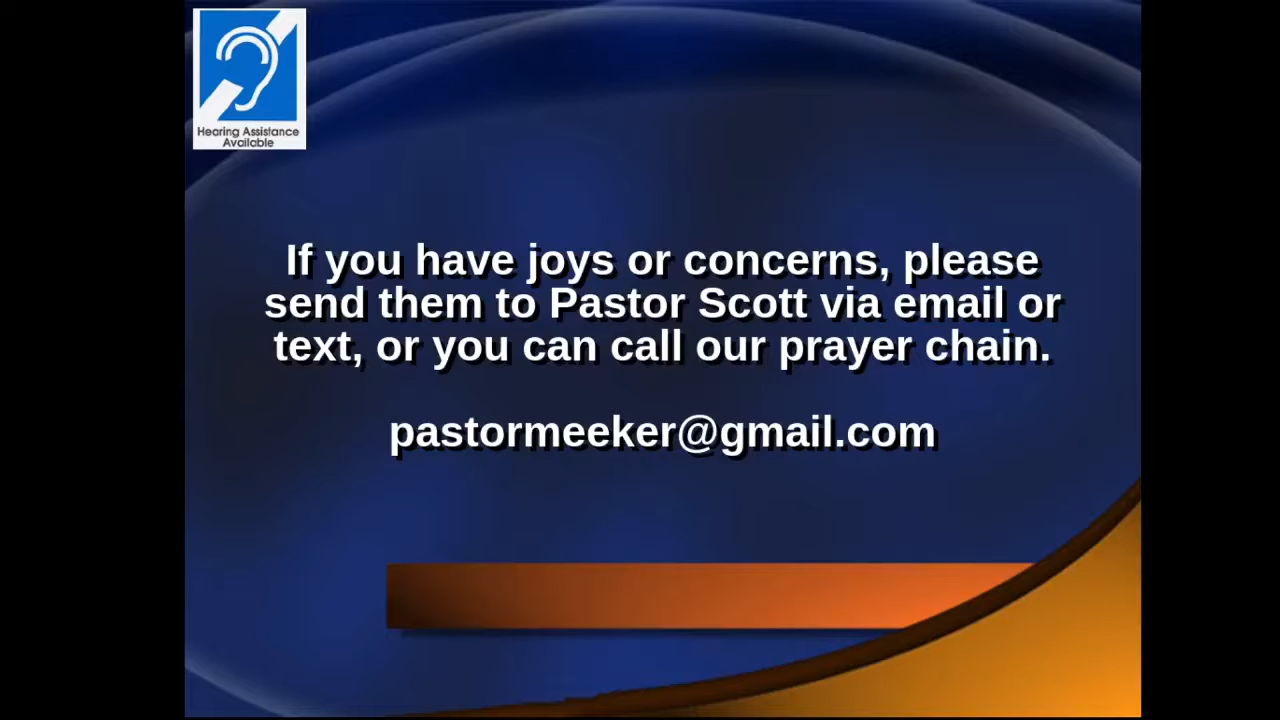 Hearing Assistance
Available
If you have joys or concerns, please
send them to Pastor Scott via email or
text, or you can call our prayer chain.
pastormeeker@gmail.com